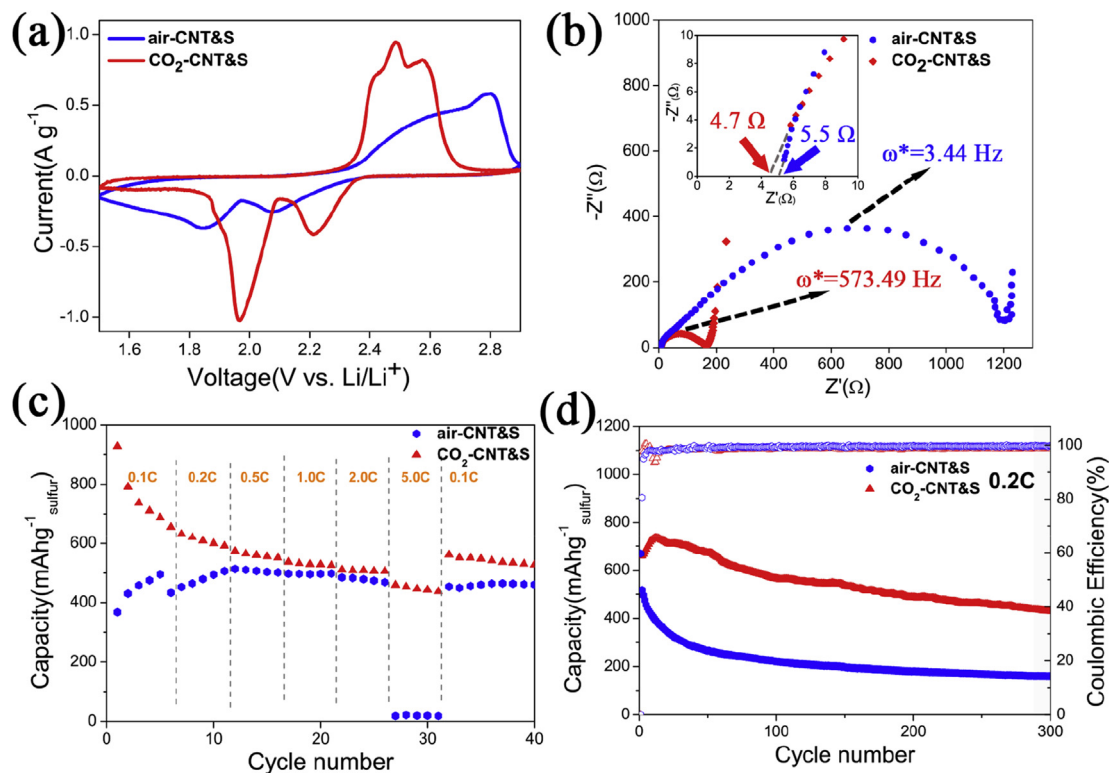 (a)
air-CNT&S
CO₂-CNT&S
1.0
0.5
0.0
-0.5
-1.0
Current(A g⁻¹)
1.6 1.8 2.0 2.2 2.4 2.6 2.8
Voltage(V vs. Li/Li⁺)
(b)
air-CNT&S
CO₂-CNT&S
1000
800
600
400
200
0
-Z''(Ω)
10
8
6
4
2
0
-Z''(Ω)
4.7 Ω
5.5 Ω
0 2 4 6 8 10
Z'(Ω)
ω*=3.44 Hz
ω*=573.49 Hz
0 200 400 600 800 1000 1200
Z'(Ω)
(c)
air-CNT&S
CO₂-CNT&S
0.1C 0.2C 0.5C 1.0C 2.0C 5.0C 0.1C
1000
800
600
400
200
0
Capacity(mAhg⁻¹sulfur)
0 10 20 30 40
Cycle number
(d)
air-CNT&S
CO₂-CNT&S
0.2C
1200
1000
800
600
400
200
0
Capacity(mAhg⁻¹sulfur)
100
80
60
40
20
0
Coulombic Efficiency(%)
0 100 200 300
Cycle number